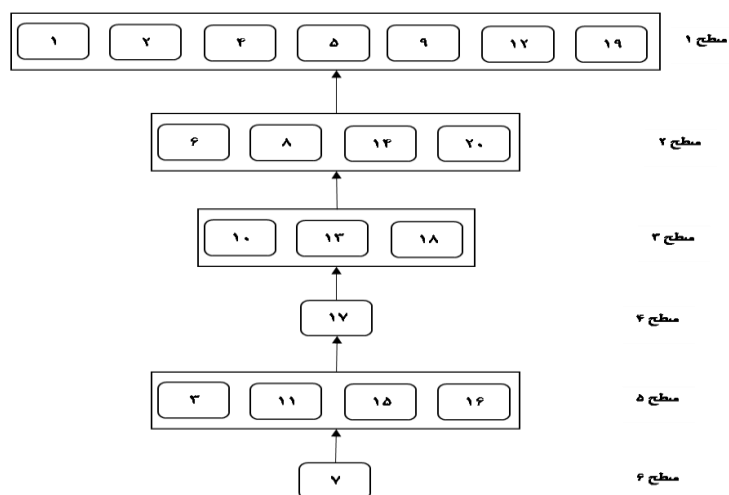 ۱ ۲ ۴ ۵ ۹ ۱۲ ۱۹ سطح ۱
۶ ۸ ۱۴ ۲۰ سطح ۲
۱۰ ۱۳ ۱۸ سطح ۳
۱۷ سطح ۴
۳ ۱۱ ۱۵ ۱۶ سطح ۵
۷ سطح ۶